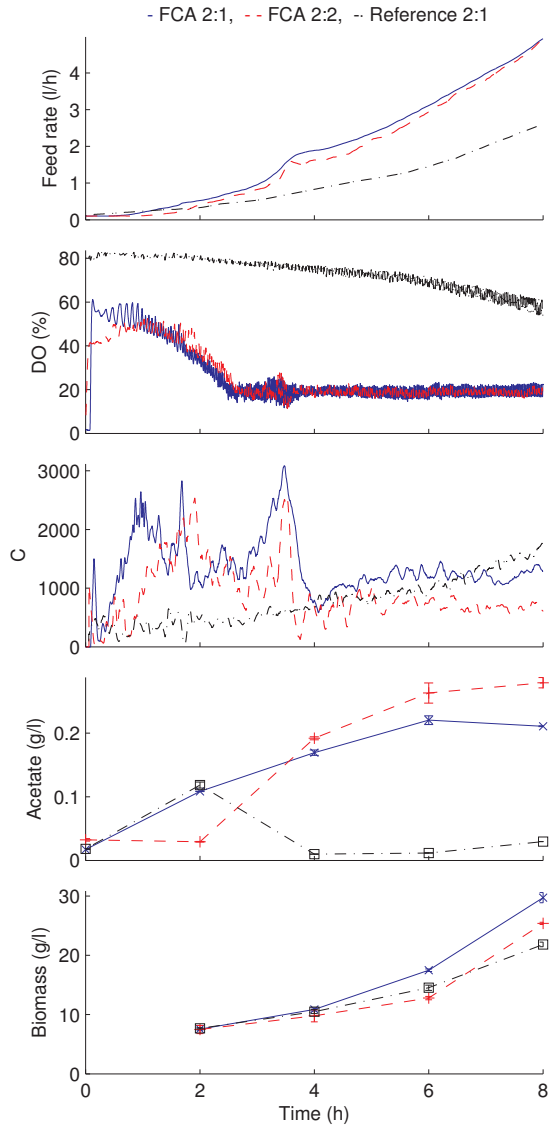 FCA 2:1, FCA 2:2, Reference 2:1
Feed rate (l/h)
4
3
2
1
0
DO (%)
80
60
40
20
0
C
3000
2000
1000
0
Acetate (g/l)
0.2
0.1
0
Biomass (g/l)
30
20
10
0
0 2 4 6 8
Time (h)